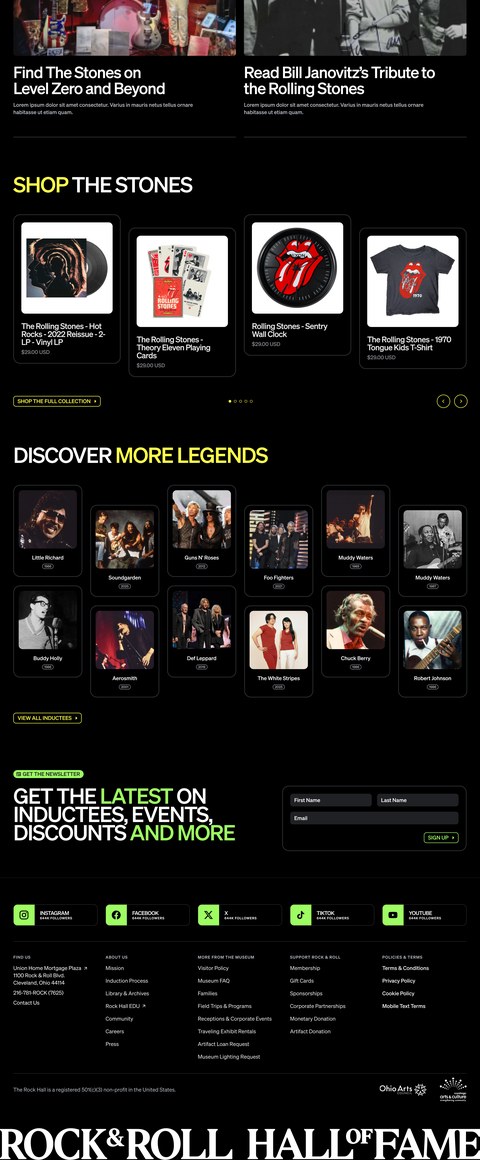 Find The Stones on
Level Zero and Beyond
Lorem ipsum dolor sit amet consectetur. Varius in mauris netus tellus ornare
habitasse ut etiam quam.
Read Bill Janovitz's Tribute to
the Rolling Stones
Lorem ipsum dolor sit amet consectetur. Varius in mauris netus tellus ornare
habitasse ut etiam quam.
SHOP THE STONES
The Rolling Stones - Hot
Rocks - 2022 Reissue - 2-
LP - Vinyl LP
$29.00 USD
The Rolling Stones -
Theory Eleven Playing
Cards
$29.00 USD
Rolling Stones - Sentry
Wall Clock
$29.00 USD
The Rolling Stones - 1970
Tongue Kids T-Shirt
$29.00 USD
SHOP THE FULL COLLECTION
DISCOVER MORE LEGENDS
Little Richard
Soundgarden
Guns N' Roses
Foo Fighters
Muddy Waters
Muddy Waters
Buddy Holly
Aerosmith
Def Leppard
The White Stripes
Chuck Berry
Robert Johnson
VIEW ALL INDUCTEES
GET THE NEWSLETTER
GET THE LATEST ON
INDUCTEES, EVENTS,
DISCOUNTS AND MORE
First Name
Last Name
Email
SIGN UP
INSTAGRAM
644K FOLLOWERS
FACEBOOK
644K FOLLOWERS
X
644K FOLLOWERS
TIKTOK
644K FOLLOWERS
YOUTUBE
644K FOLLOWERS
FIND US
Union Home Mortgage Plaza
1100 Rock & Roll Blvd.
Cleveland, Ohio 44114
216-781-ROCK (7625)
Contact Us
ABOUT US
Mission
Induction Process
Library & Archives
Rock Hall EDU
Community
Careers
Press
MORE FROM THE MUSEUM
Visitor Policy
Museum FAQ
Families
Field Trips & Programs
Receptions & Corporate Events
Traveling Exhibit Rentals
Artifact Loan Request
Museum Lighting Request
SUPPORT ROCK & ROLL
Membership
Gift Cards
Sponsorships
Corporate Partnerships
Monetary Donation
Artifact Donation
POLICIES & TERMS
Terms & Conditions
Privacy Policy
Cookie Policy
Mobile Text Terms
The Rock Hall is a registered 501(c)(3) non-profit in the United States.
Ohio Arts
COUNCIL
arts & culture
ROCK & ROLL HALL OF FAME